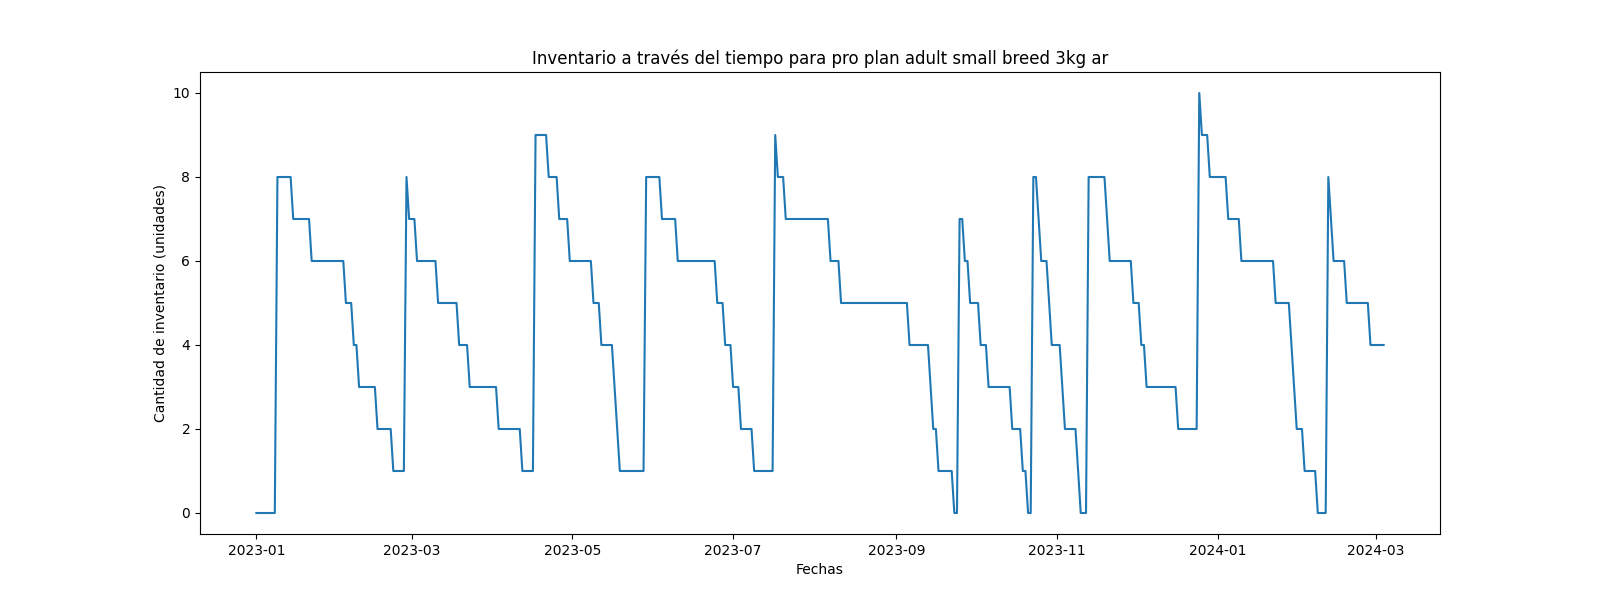 Inventario a través del tiempo para pro plan adult small breed 3kg ar
Cantidad de inventario (unidades)
10
8
6
4
2
0
2023-01 2023-03 2023-05 2023-07 2023-09 2023-11 2024-01 2024-03
Fechas